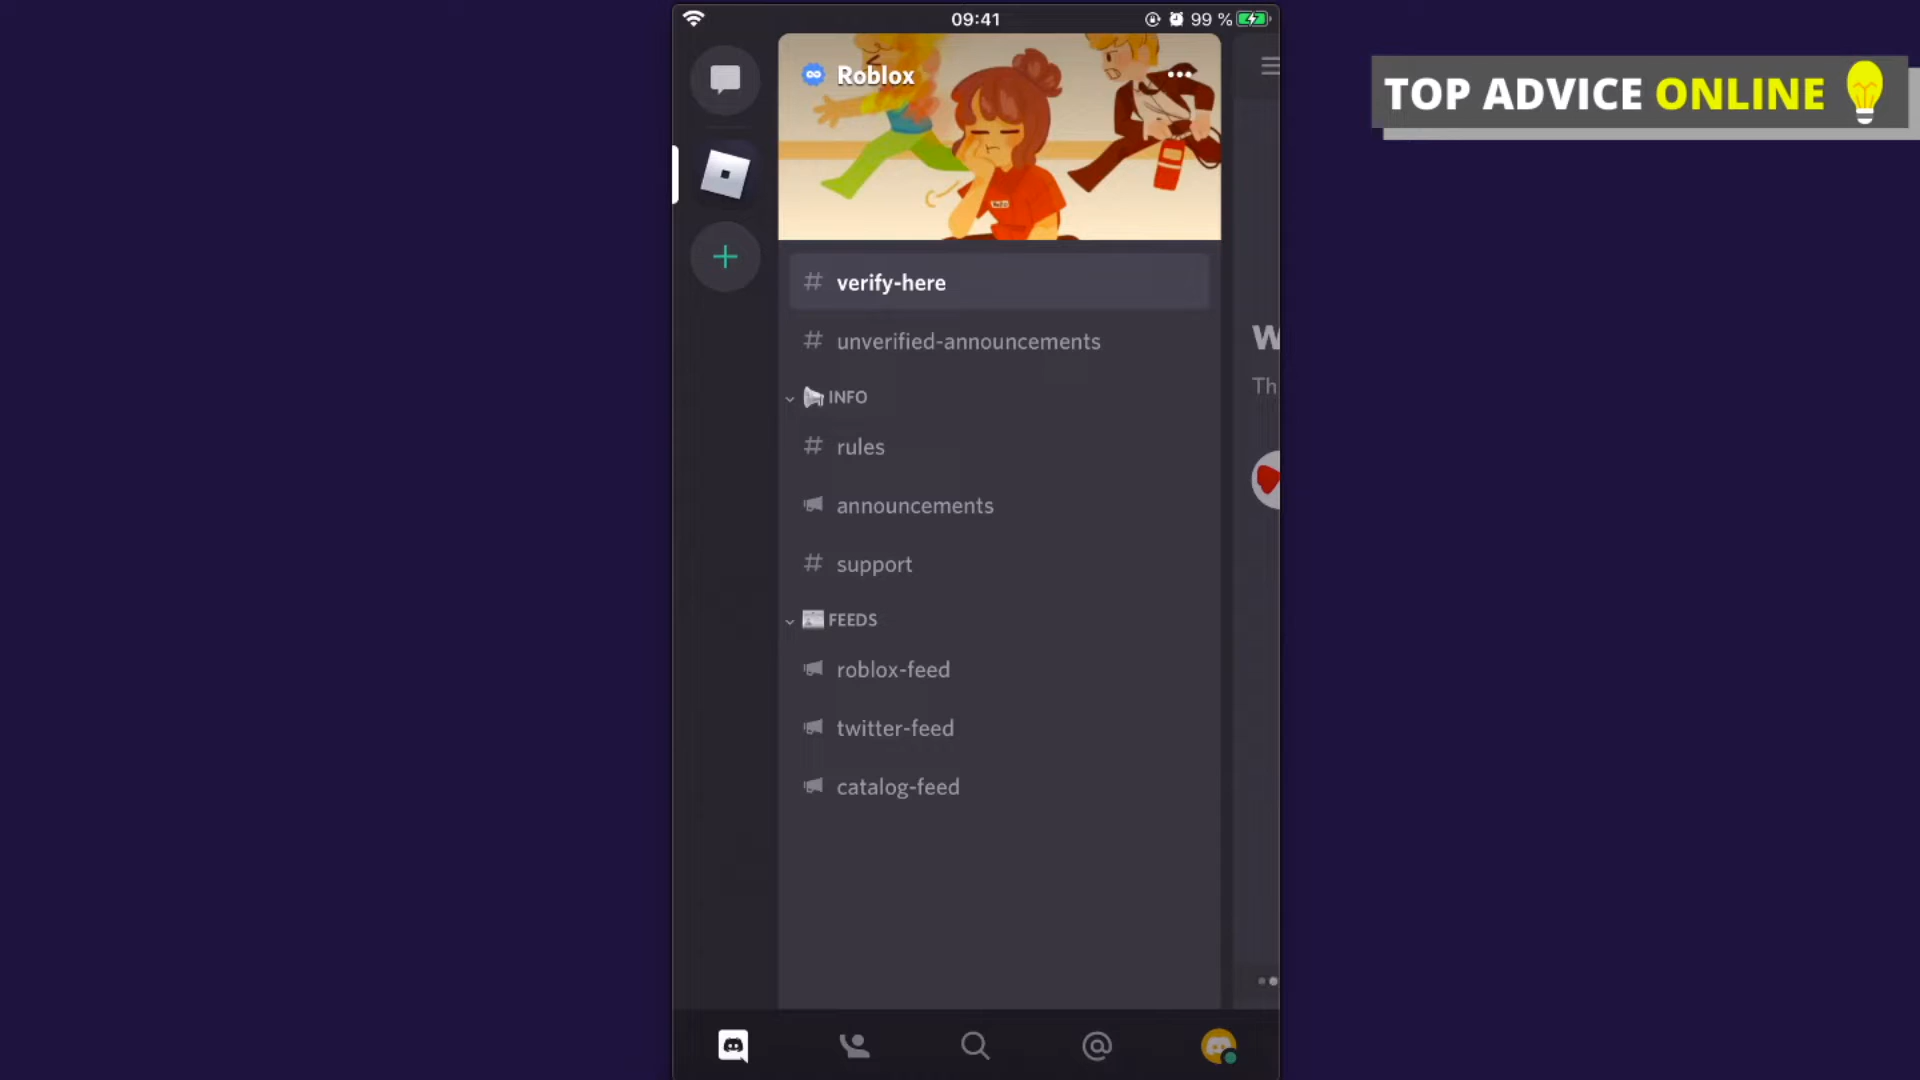 09:41
99 %
TOP ADVICE ONLINE
Roblox
verify-here
unverified-announcements
INFO
rules
announcements
support
FEEDS
roblox-feed
twitter-feed
catalog-feed
W
Th